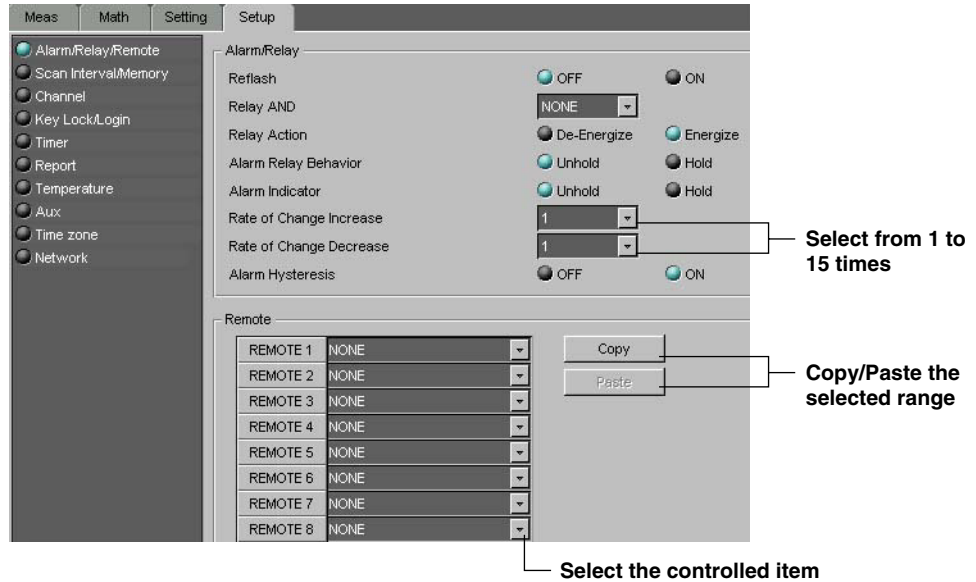 Meas Math Setting Setup
Alarm/Relay/Remote
Scan Interval/Memory
Channel
Key Lock/Login
Timer
Report
Temperature
Aux
Time zone
Network
Alarm/Relay
Reflash OFF ON
Relay AND NONE
Relay Action De-Energize Energize
Alarm Relay Behavior Unhold Hold
Alarm Indicator Unhold Hold
Rate of Change Increase 1
Rate of Change Decrease 1
Alarm Hysteresis OFF ON
Select from 1 to
15 times
Remote
REMOTE 1 NONE
REMOTE 2 NONE
REMOTE 3 NONE
REMOTE 4 NONE
REMOTE 5 NONE
REMOTE 6 NONE
REMOTE 7 NONE
REMOTE 8 NONE
Copy
Paste
Copy/Paste the
selected range
Select the controlled item